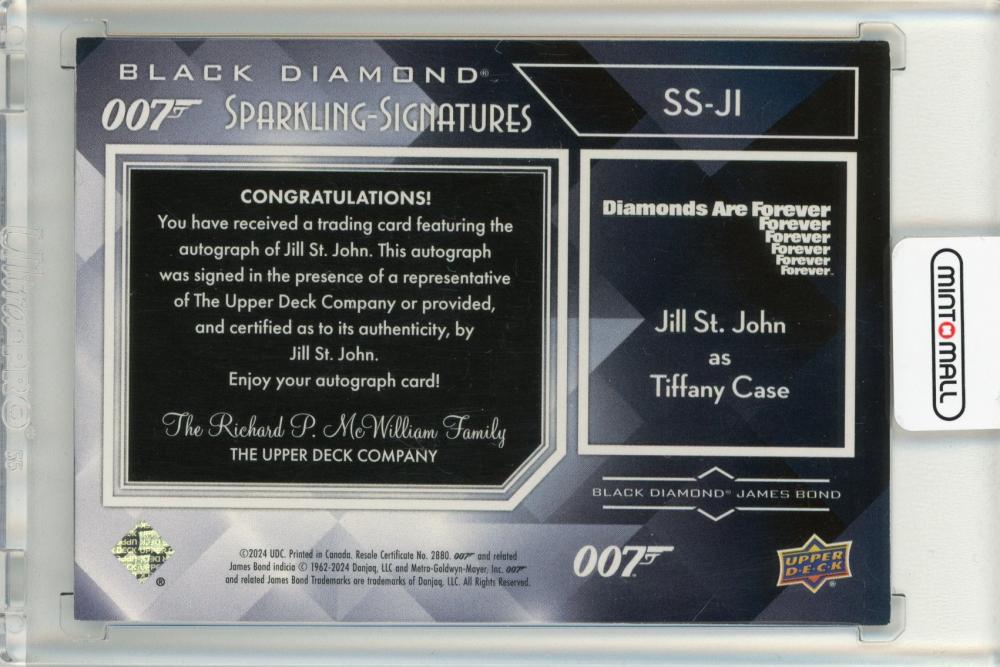 BLACK DIAMOND®
007 SPARKLING-SIGNATURES
SS-JI
CONGRATULATIONS!
You have received a trading card featuring the
autograph of Jill St. John. This autograph
was signed in the presence of a representative
of The Upper Deck Company or provided,
and certified as to its authenticity, by
Jill St. John.
Enjoy your autograph card!
The Richard P. McWilliam Family
THE UPPER DECK COMPANY
Diamonds Are Forever
Forever
Forever
Forever
Forever
Forever
Jill St. John
as
Tiffany Case
BLACK DIAMOND® JAMES BOND
©2024 UDC. Printed in Canada. Resale Certificate No. 2880. 007 and related
James Bond indicia © 1962-2024 Danjaq, LLC and Metro-Goldwyn-Mayer, Inc. 007
and related James Bond Trademarks are trademarks of Danjaq, LLC. All Rights Reserved.
®
007
UPPER
D·E·C·K
MINT MALL